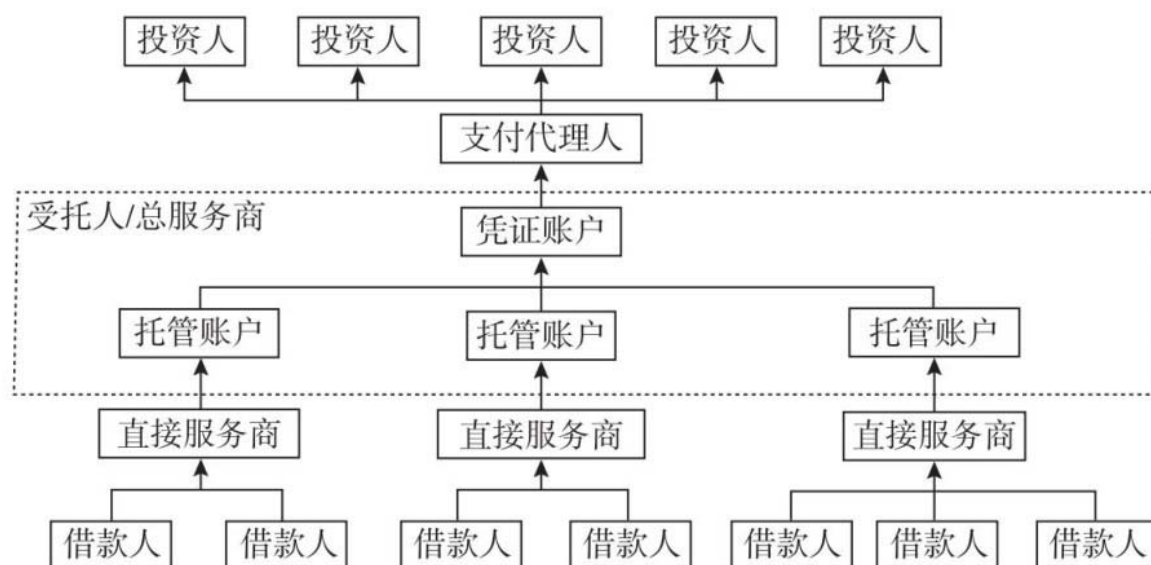 投资人 投资人 投资人 投资人 投资人
支付代理人
受托人/总服务商
凭证账户
托管账户 托管账户 托管账户
直接服务商 直接服务商 直接服务商
借款人 借款人 借款人 借款人 借款人 借款人 借款人